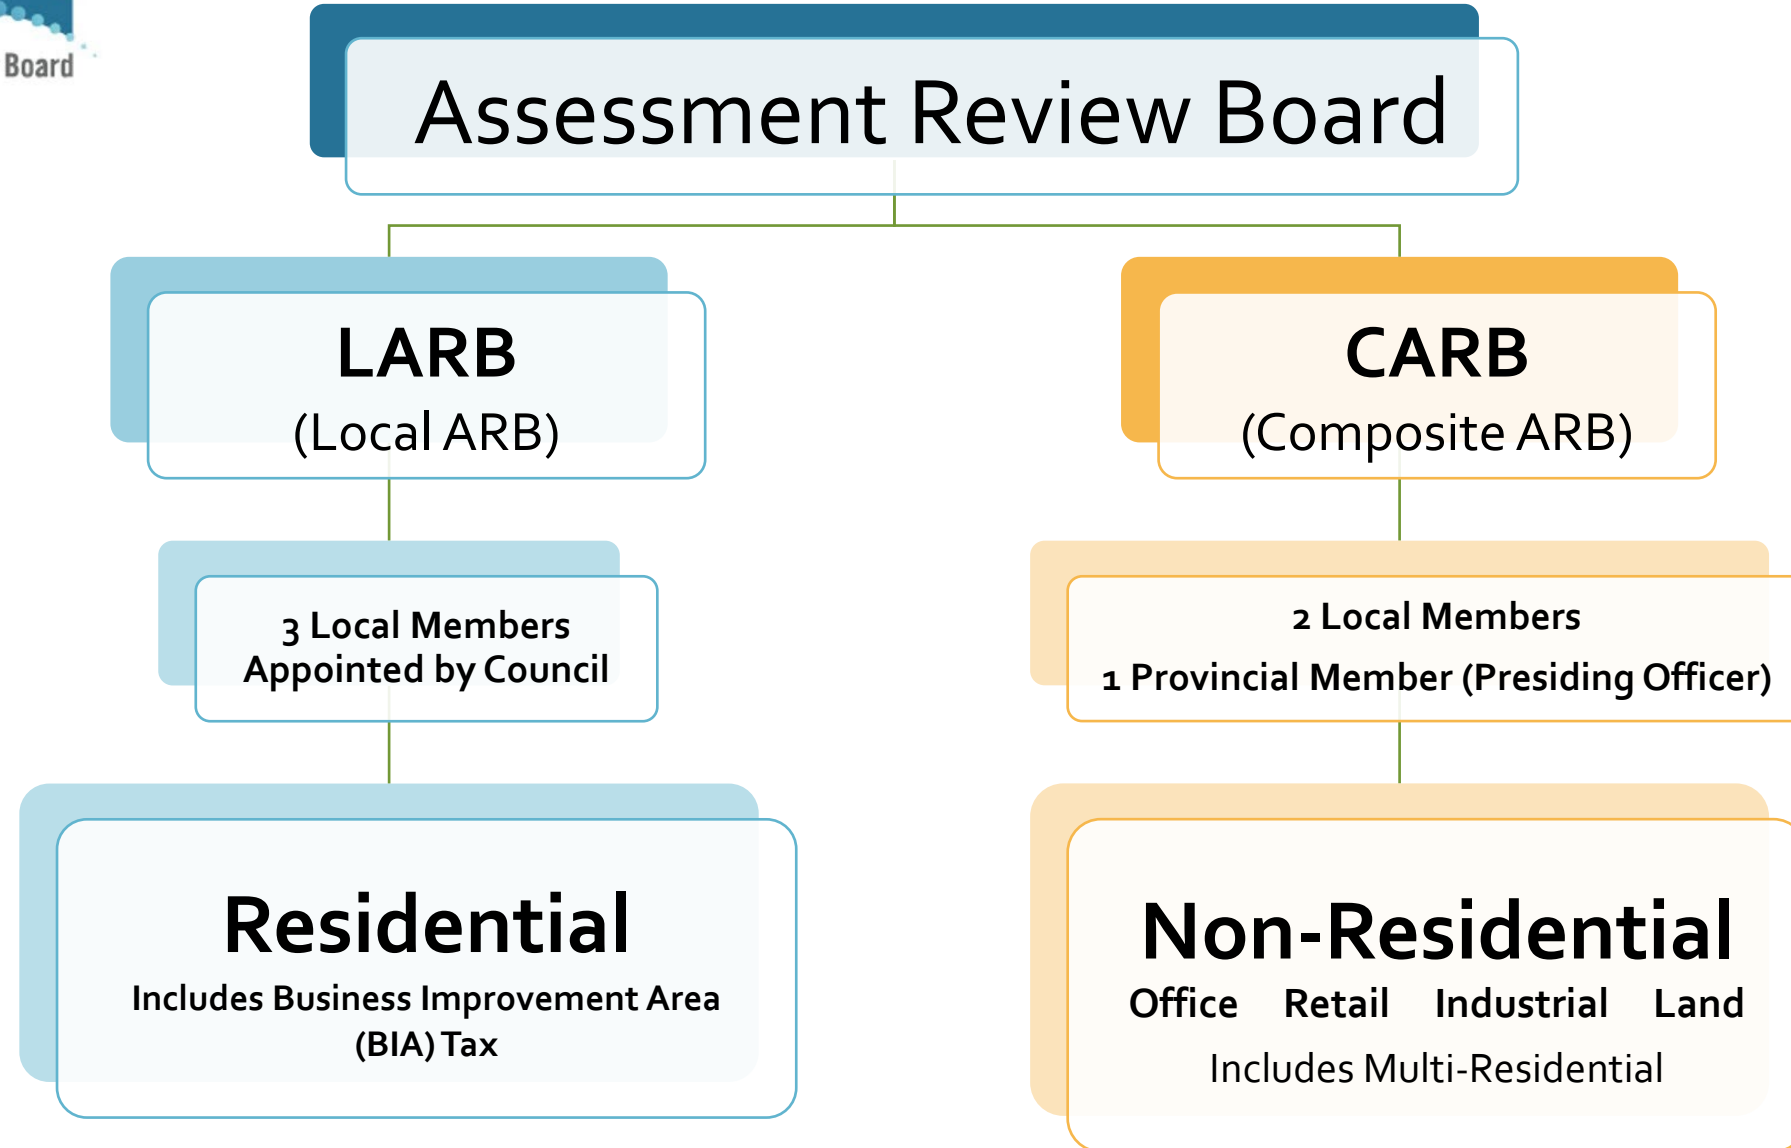 Board
Assessment Review Board
LARB
(Local ARB)
3 Local Members
Appointed by Council
Residential
Includes Business Improvement Area
(BIA) Tax
CARB
(Composite ARB)
2 Local Members
1 Provincial Member (Presiding Officer)
Non-Residential
Office Retail Industrial Land
Includes Multi-Residential